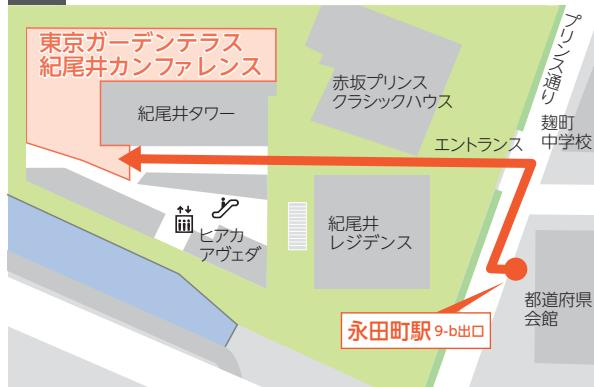 東京ガーデンテラス
紀尾井カンファレンス
紀尾井タワー
赤坂プリンス
クラシックハウス
プリンス通り
麹町
中学校
エントランス
ヒアカ
アヴェダ
紀尾井
レジデンス
都道府県
会館
永田町駅 9-b出口